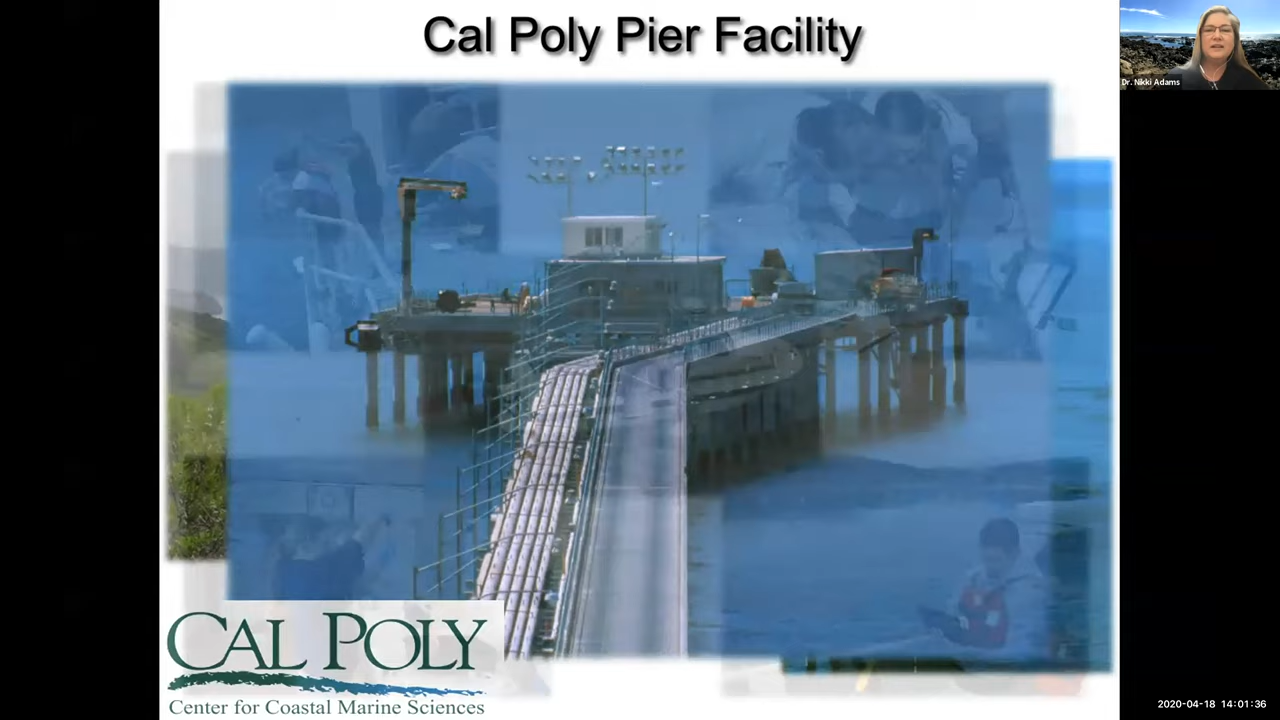 Cal Poly Pier Facility
Dr. Nikki Adams
CAL POLY
Center for Coastal Marine Sciences
2020-04-18 14:01:36